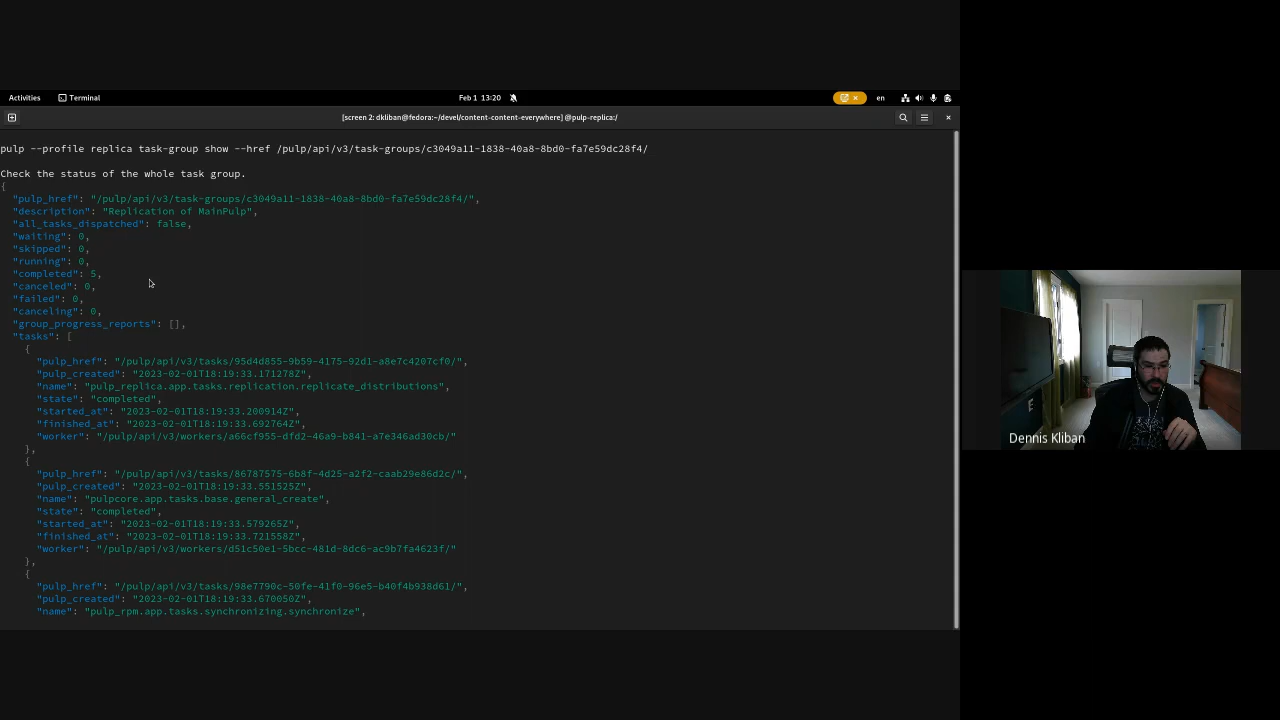 Activities Terminal Feb 1 13:20 en
[screen 2: dkliban@fedora:~/devel/content-content-everywhere] @pulp-replica:/
pulp --profile replica task-group show --href /pulp/api/v3/task-groups/c3049a11-1838-40a8-8bd0-fa7e59dc28f4/
Check the status of the whole task group.
{
"pulp_href": "/pulp/api/v3/task-groups/c3049a11-1838-40a8-8bd0-fa7e59dc28f4/",
"description": "Replication of MainPulp",
"all_tasks_dispatched": false,
"waiting": 0,
"skipped": 0,
"running": 0,
"completed": 5,
"canceled": 0,
"failed": 0,
"canceling": 0,
"group_progress_reports": [],
"tasks": [
{
"pulp_href": "/pulp/api/v3/tasks/95d4d855-9b59-4175-92d1-a8e7c4207cf0/",
"pulp_created": "2023-02-01T18:19:33.171278Z",
"name": "pulp_replica.app.tasks.replication.replicate_distributions",
"state": "completed",
"started_at": "2023-02-01T18:19:33.200914Z",
"finished_at": "2023-02-01T18:19:33.692764Z",
"worker": "/pulp/api/v3/workers/a66cf955-dfd2-46a9-b841-a7e346ad30cb/"
},
{
"pulp_href": "/pulp/api/v3/tasks/86787575-6b8f-4d25-a2f2-caab29e86d2c/",
"pulp_created": "2023-02-01T18:19:33.551525Z",
"name": "pulpcore.app.tasks.base.general_create",
"state": "completed",
"started_at": "2023-02-01T18:19:33.579265Z",
"finished_at": "2023-02-01T18:19:33.721558Z",
"worker": "/pulp/api/v3/workers/d51c50e1-5bcc-481d-8dc6-ac9b7fa4623f/"
},
{
"pulp_href": "/pulp/api/v3/tasks/98e7790c-50fe-41f0-96e5-b40f4b938d61/",
"pulp_created": "2023-02-01T18:19:33.670050Z",
"name": "pulp_rpm.app.tasks.synchronizing.synchronize",
Dennis Kliban